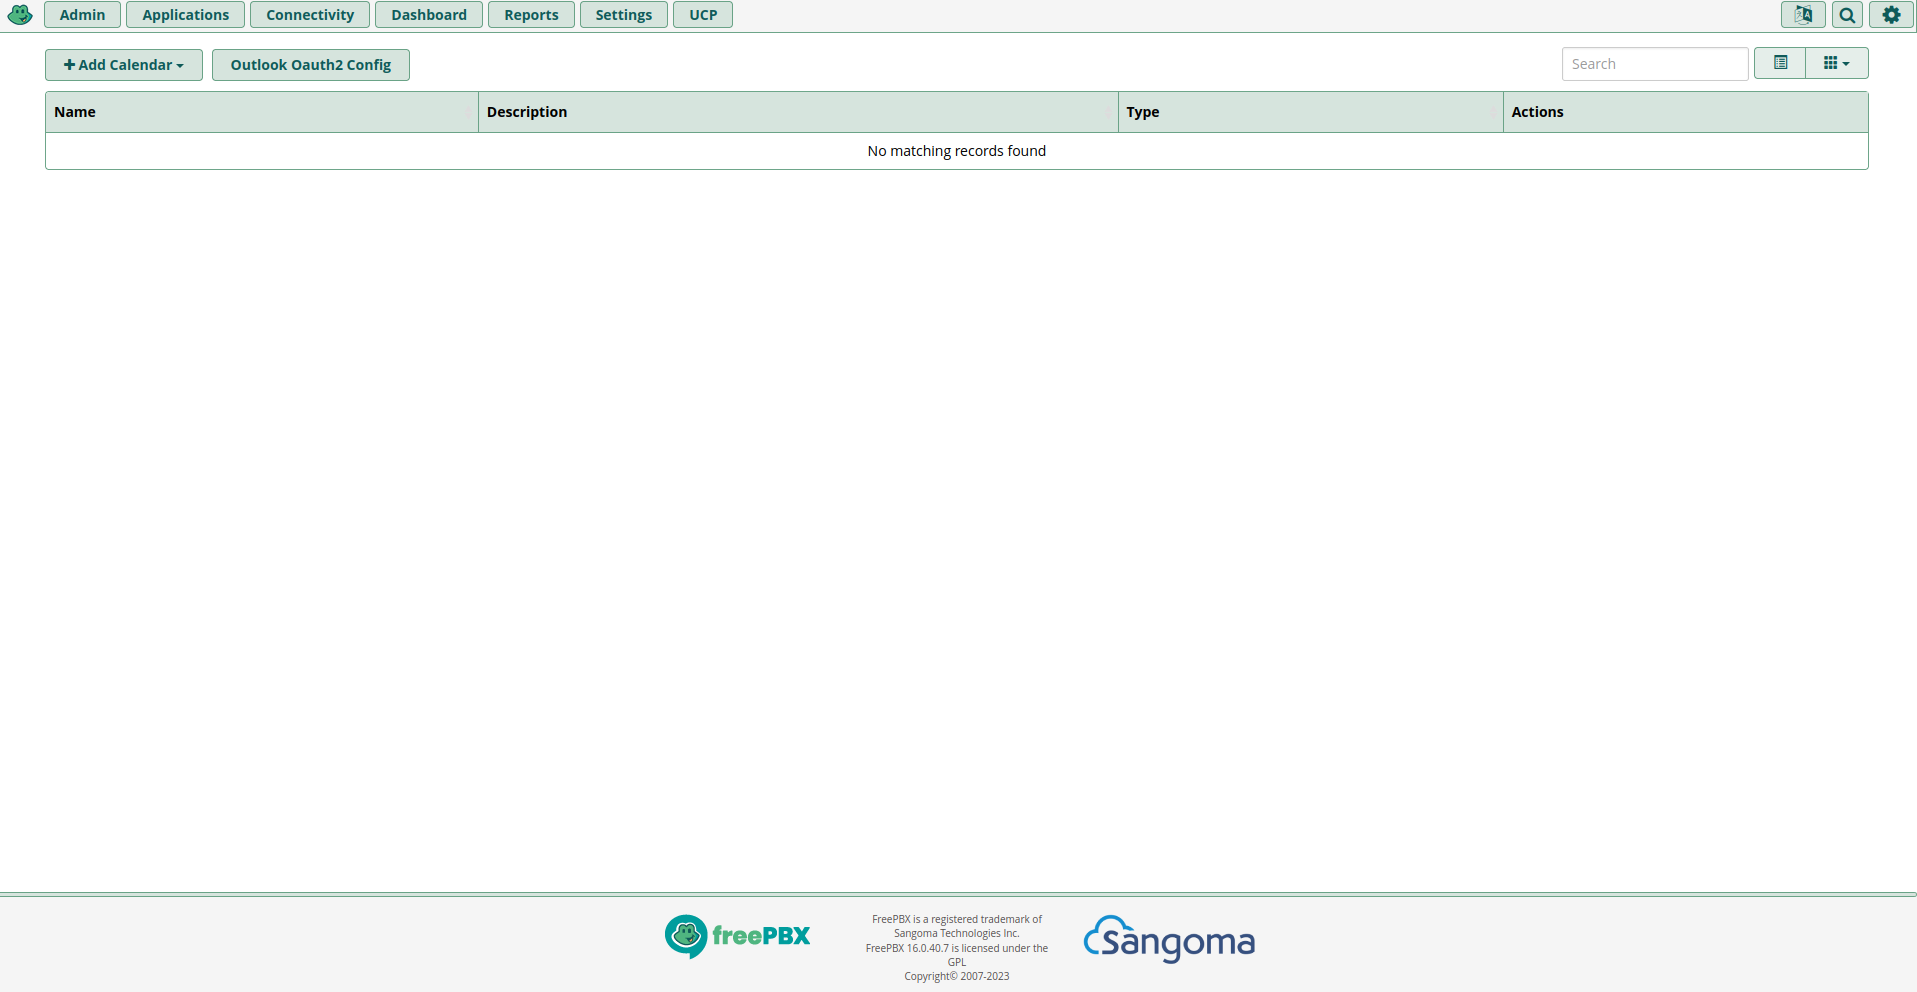 Admin Applications Connectivity Dashboard Reports Settings UCP
Add Calendar Outlook Oauth2 Config Search
Name Description Type Actions
No matching records found
freePBX
FreePBX is a registered trademark of
Sangoma Technologies Inc.
FreePBX 16.0.40.7 is licensed under the
GPL
Copyright© 2007-2023
Sangoma